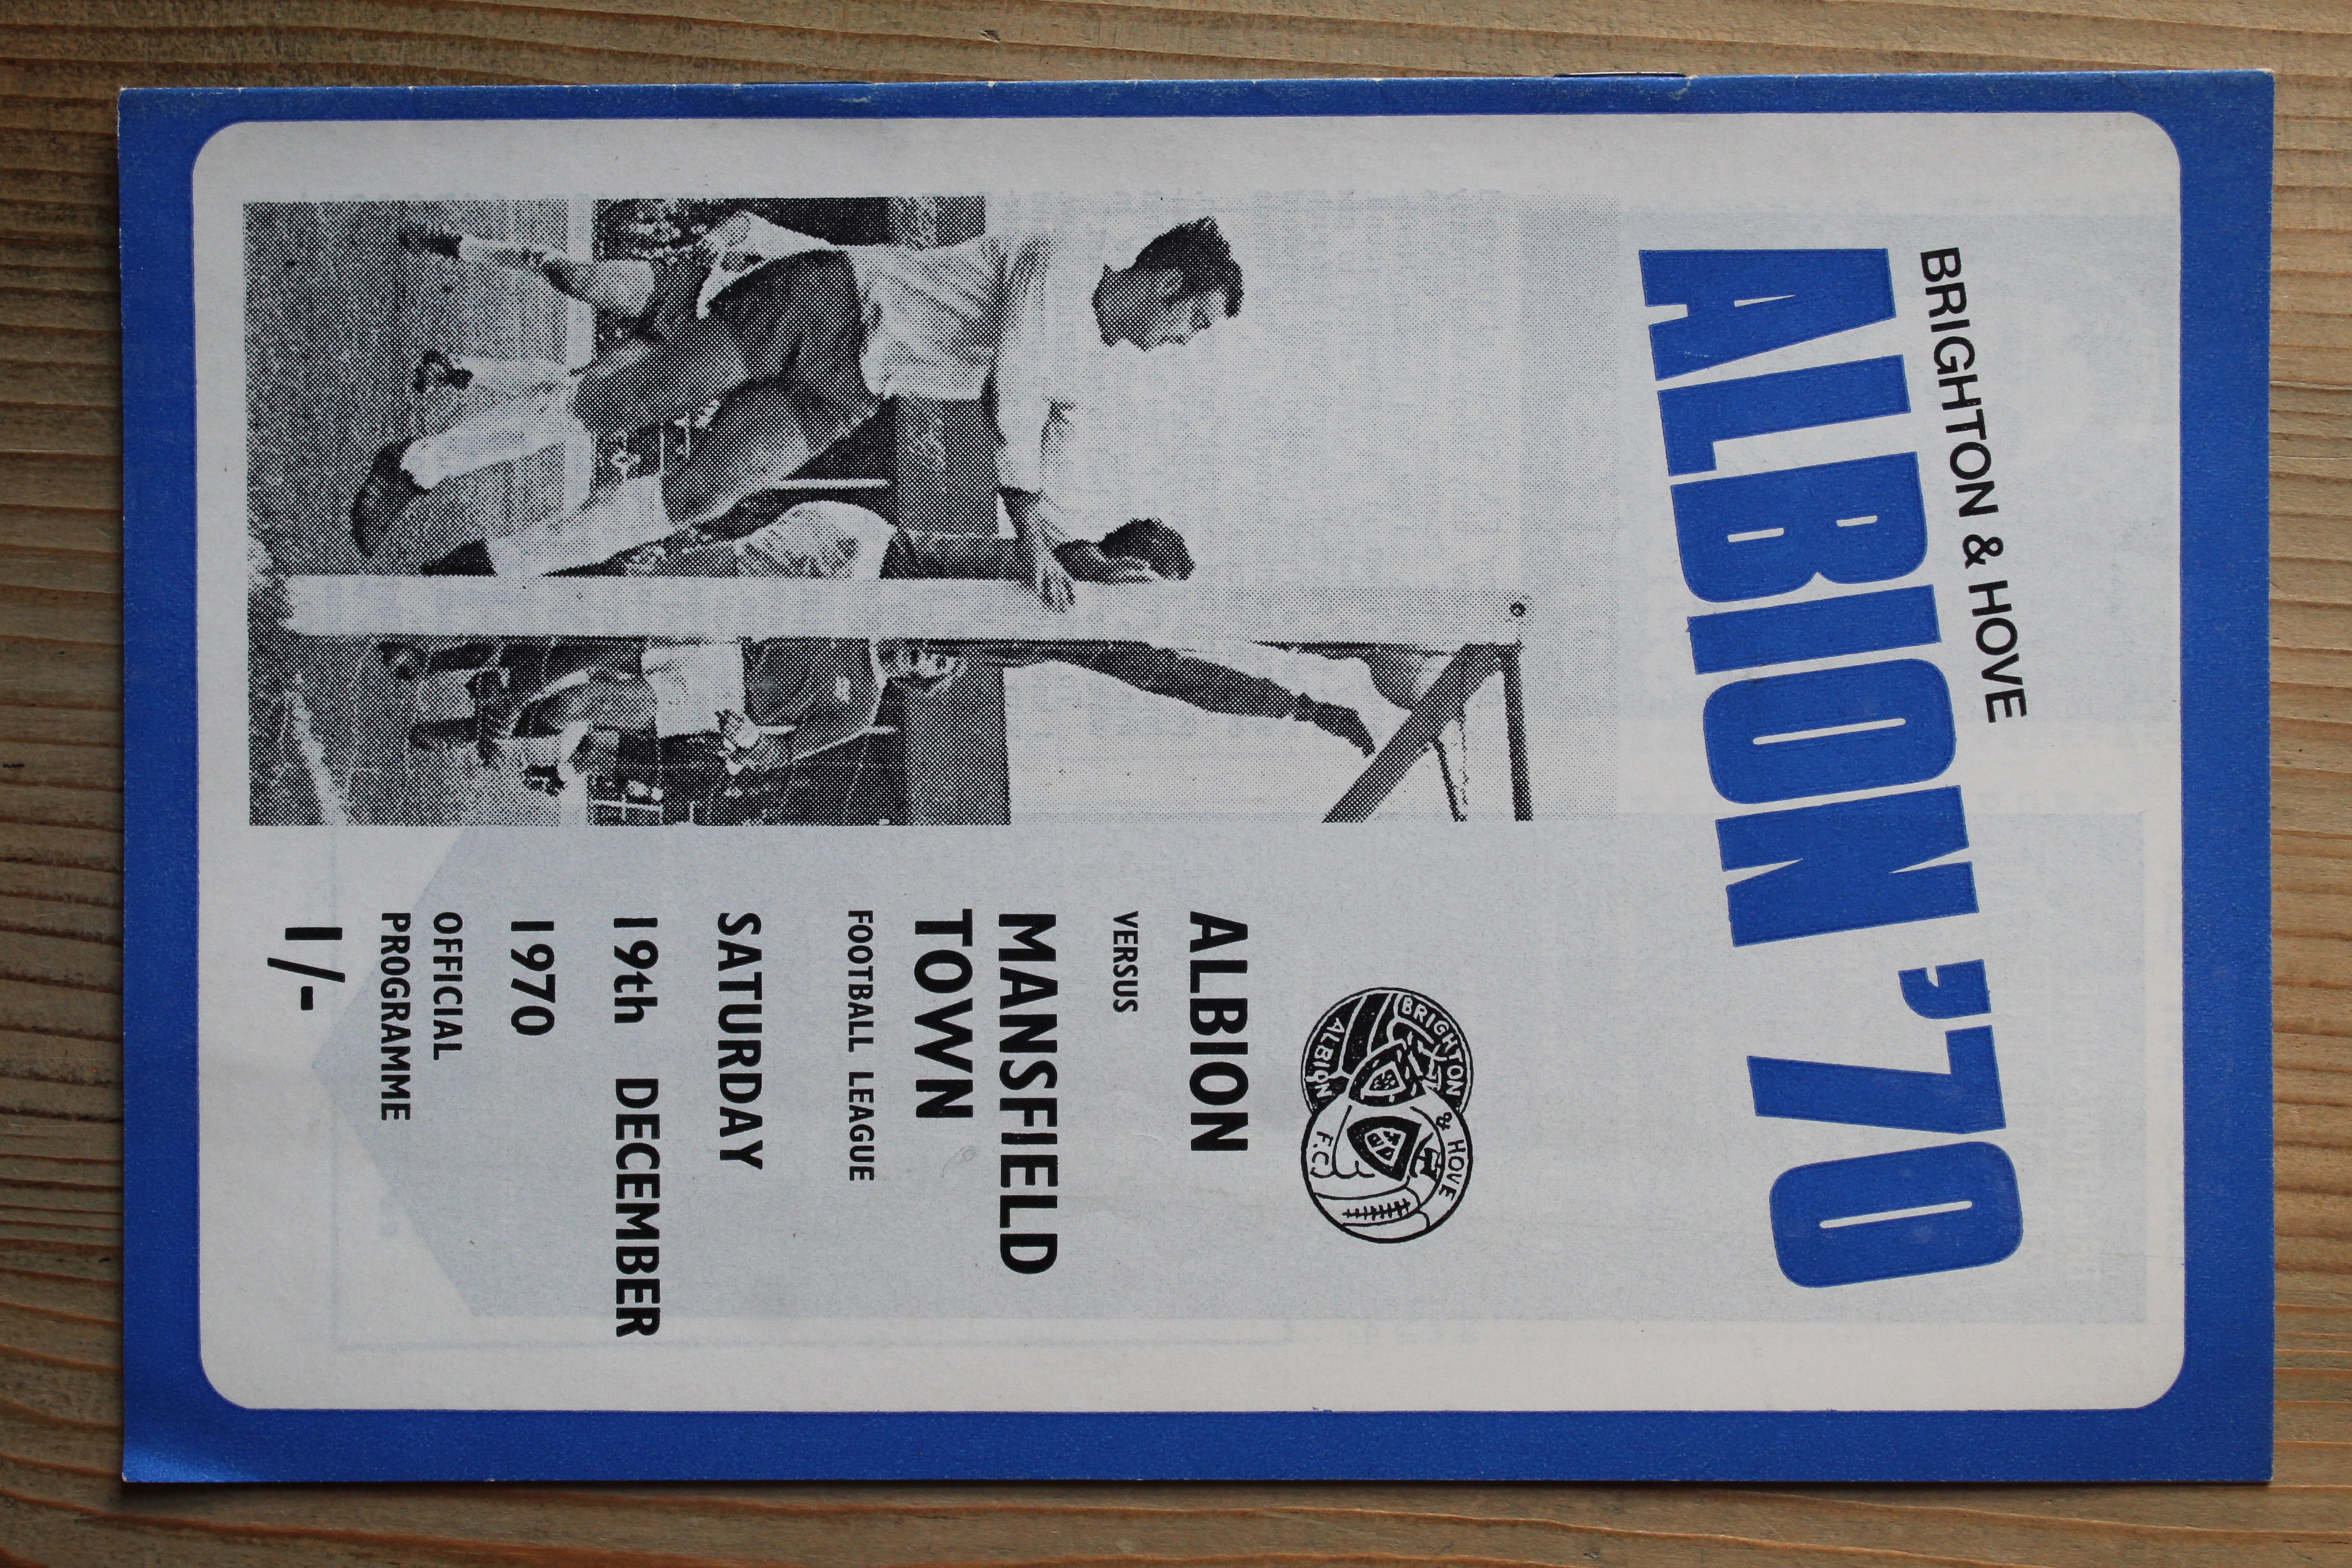 BRIGHTON & HOVE
ALBION '70
BRIGHTON & HOVE
ALBION F.C.
ALBION
VERSUS
MANSFIELD
TOWN
FOOTBALL LEAGUE
SATURDAY
19th DECEMBER
1970
OFFICIAL
PROGRAMME
1/-